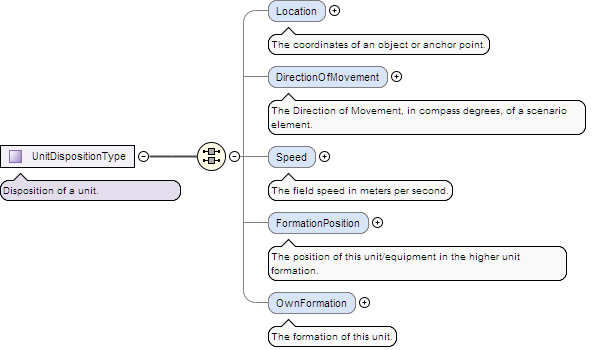 Location
The coordinates of an object or anchor point.
DirectionOfMovement
The Direction of Movement, in compass degrees, of a scenario
element.
UnitDispositionType
Disposition of a unit.
Speed
The field speed in meters per second.
FormationPosition
The position of this unit/equipment in the higher unit
formation.
OwnFormation
The formation of this unit.